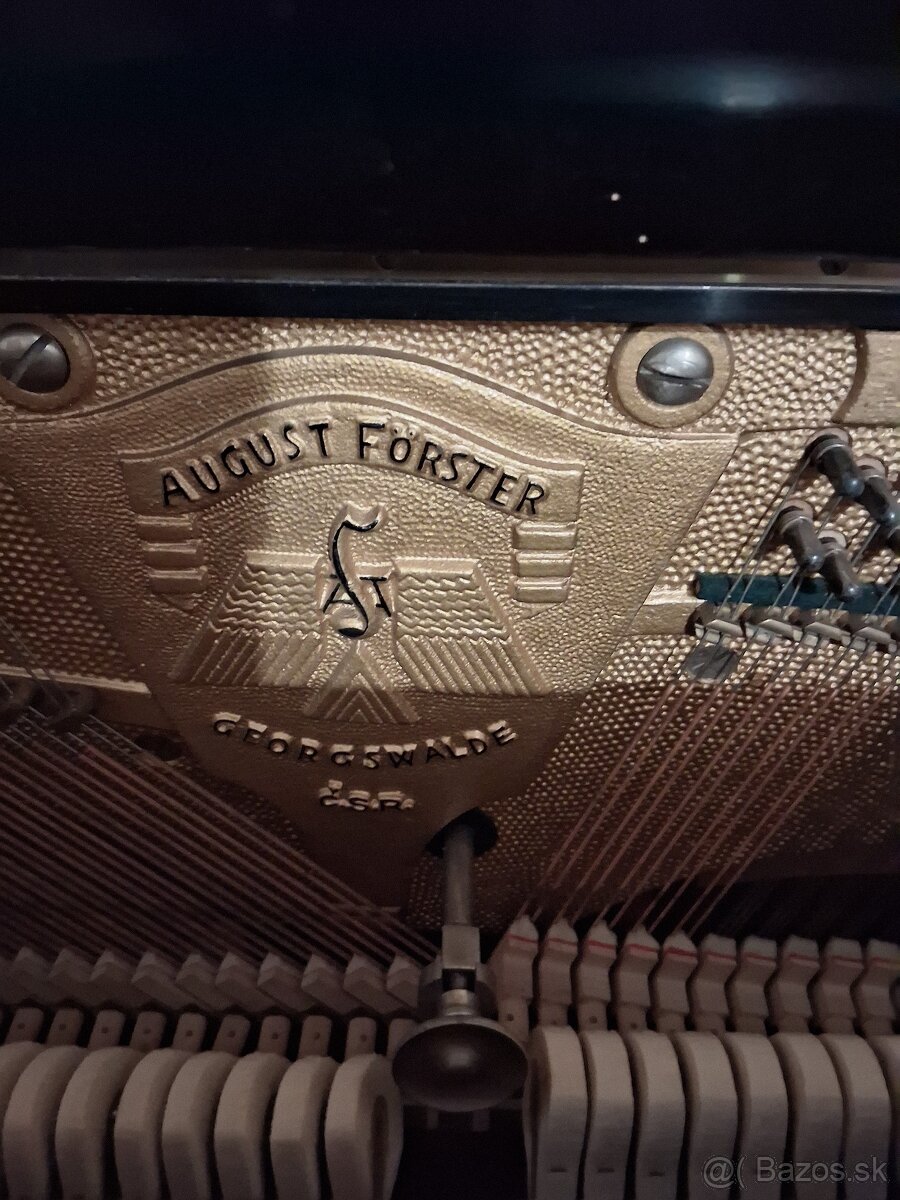 AUGUST FÖRSTER
AF
GEORGSWALDE
ČSR.
@( Bazos.sk